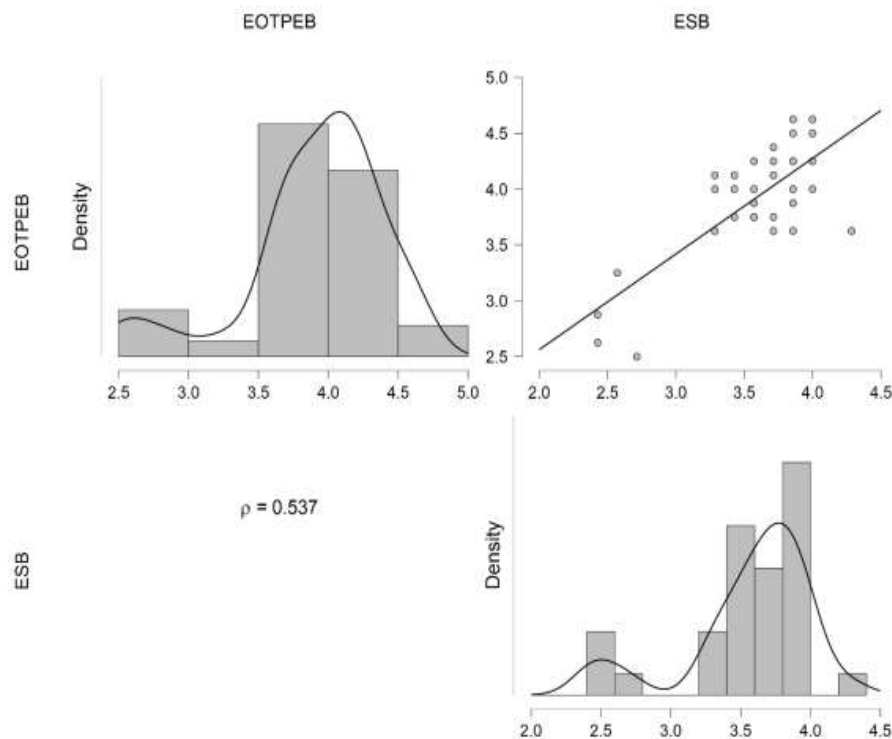 EOTPEB ESB
EOTPEB
Density
2.5 3.0 3.5 4.0 4.5 5.0
5.0
4.5
4.0
3.5
3.0
2.5
2.0 2.5 3.0 3.5 4.0 4.5
ESB
ρ = 0.537
Density
2.0 2.5 3.0 3.5 4.0 4.5